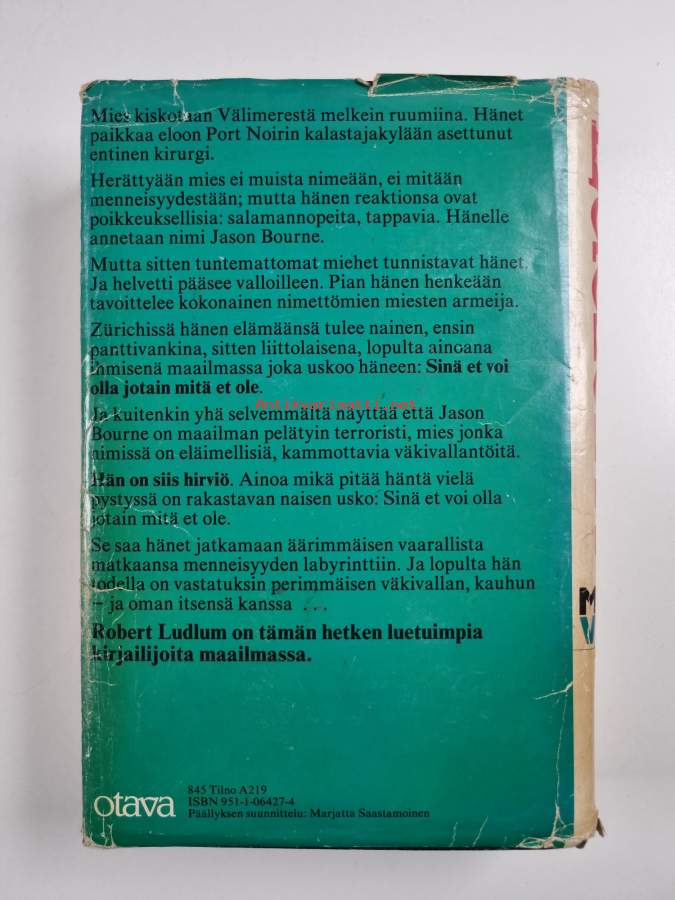 Mies kiskotaan Välimerestä melkein ruumiina. Hänet
paikkaa eloon Port Noirin kalastajakylään asettunut
entinen kirurgi.
Herättyään mies ei muista nimeään, ei mitään
menneisyydestään; mutta hänen reaktionsa ovat
poikkeuksellisia: salamannopeita, tappavia. Hänelle
annetaan nimi Jason Bourne.
Mutta sitten tuntemattomat miehet tunnistavat hänet.
Ja helvetti pääsee valloilleen. Pian hänen henkeään
tavoittelee kokonainen nimettömien miesten armeija.
Zürichissä hänen elämäänsä tulee nainen, ensin
panttivankina, sitten liittolaisena, lopulta ainoana
ihmisenä maailmassa joka uskoo häneen: Sinä et voi
olla jotain mitä et ole.
Antikvariaatti.net
Ja kuitenkin yhä selvemmältä näyttää että Jason
Bourne on maailman pelätyin terroristi, mies jonka
nimissä on eläimellisiä, kammottavia väkivallantöitä.
Hän on siis hirviö. Ainoa mikä pitää häntä vielä
pystyssä on rakastavan naisen usko: Sinä et voi olla
jotain mitä et ole.
Se saa hänet jatkamaan äärimmäisen vaarallista
matkaansa menneisyyden labyrinttiin. Ja lopulta hän
todella on vastatuksin perimmäisen väkivallan, kauhun
– ja oman itsensä kanssa ...
Robert Ludlum on tämän hetken luetuimpia
kirjailijoita maailmassa.
otava
845 Tilno A219
ISBN 951-1-06427-4
Päällyksen suunnittelu: Marjatta Saastamoinen